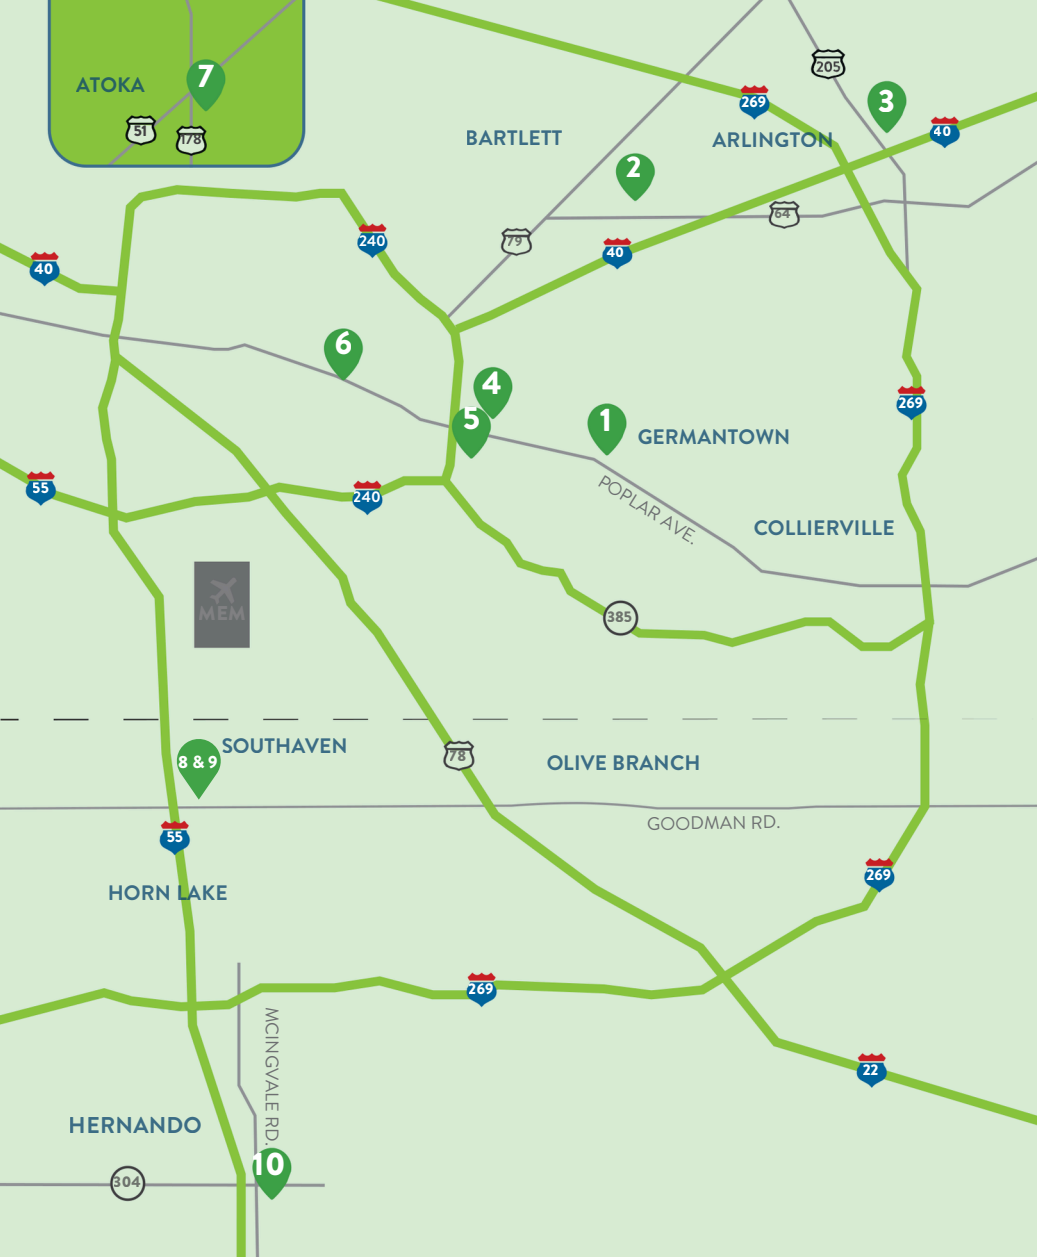 205
7
ATOKA
269
3
51
40
178
BARTLETT
ARLINGTON
2
64
240
79
40
40
6
4
269
5
1
GERMANTOWN
55
240
POPLAR AVE.
COLLIERVILLE
MEM
385
SOUTHAVEN
8 & 9
78
OLIVE BRANCH
GOODMAN RD.
55
269
HORN LAKE
269
MCINGVALE RD.
22
HERNANDO
10
304